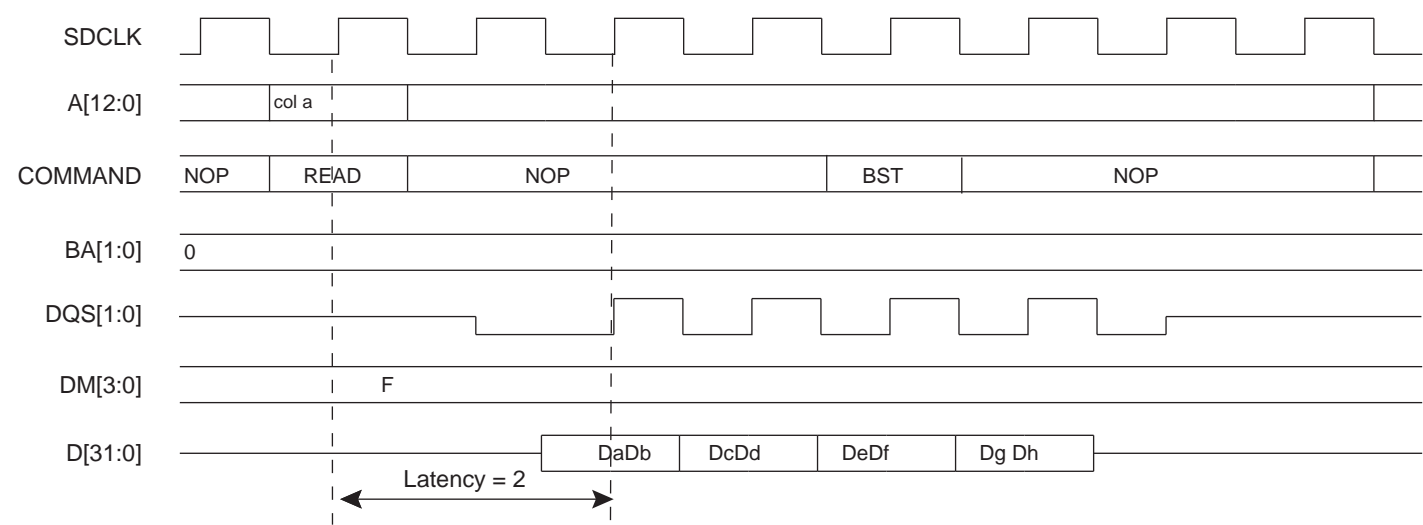 SDCLK
A[12:0] col a
COMMAND NOP READ NOP BST NOP
BA[1:0] 0
DQS[1:0]
DM[3:0] F
D[31:0] DaDb DcDd DeDf Dg Dh
Latency = 2